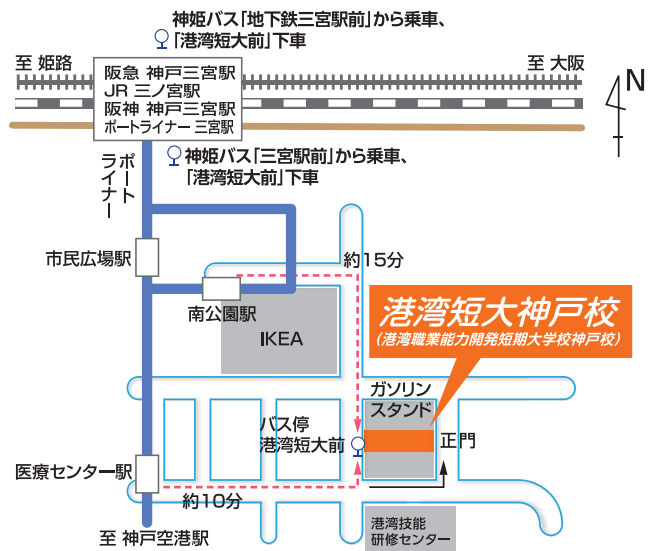 神姫バス「地下鉄三宮駅前」から乗車、
「港湾短大前」下車
至 姫路
至 大阪
阪急 神戸三宮駅
JR 三ノ宮駅
阪神 神戸三宮駅
ポートライナー 三宮駅
N
神姫バス「三宮駅前」から乗車、
「港湾短大前」下車
ポート
ライナー
市民広場駅
約15分
南公園駅
IKEA
港湾短大神戸校
(港湾職業能力開発短期大学校神戸校)
ガソリン
スタンド
バス停
港湾短大前
正門
医療センター駅
約10分
港湾技能
研修センター
至 神戸空港駅